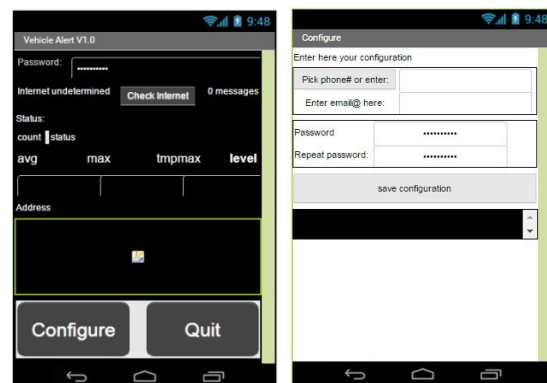 9:48
Vehicle Alert V1.0
Password:
..........
Internet undetermined Check Internet 0 messages
Status:
count status
avg max tmpmax level
Address
Configure Quit
9:48
Configure
Enter here your configuration
Pick phone# or enter:
Enter email@ here:
Password ..........
Repeat password: ..........
save configuration